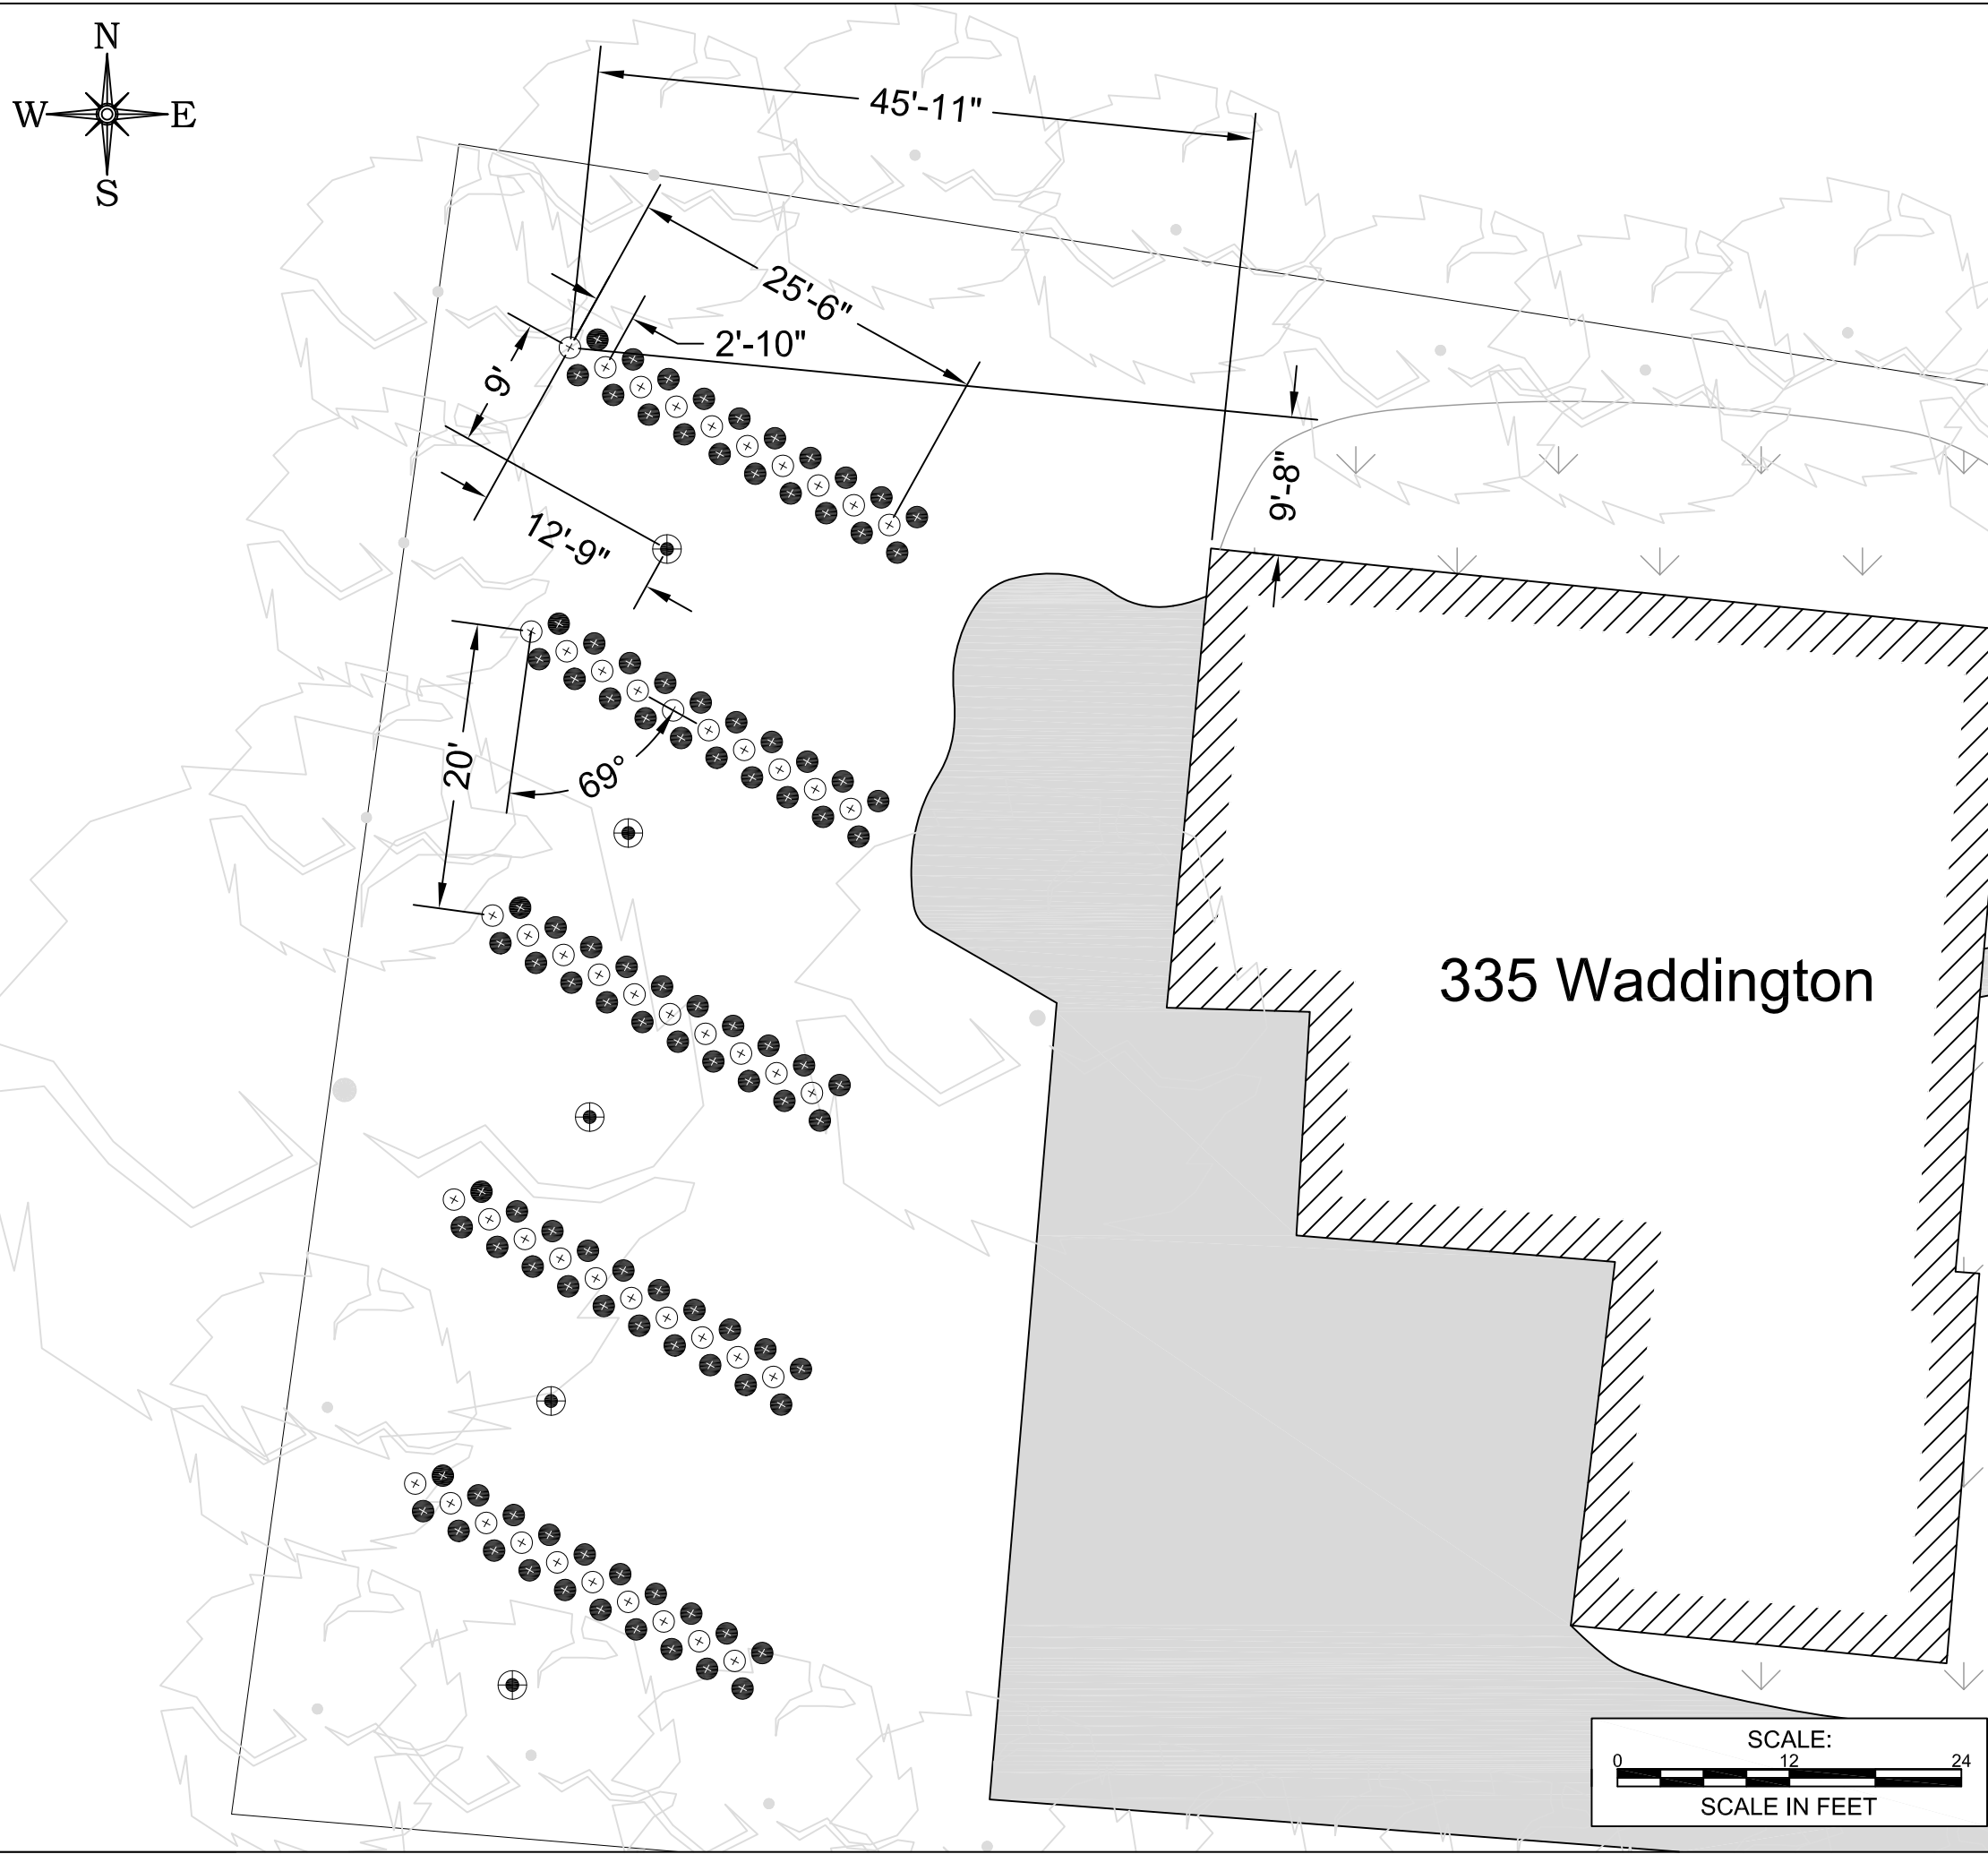 N
W E
S
45'-11"
25'-6"
2'-10"
9'
9'-8"
12'-9"
20'
69°
335 Waddington
SCALE:
0 12 24
SCALE IN FEET